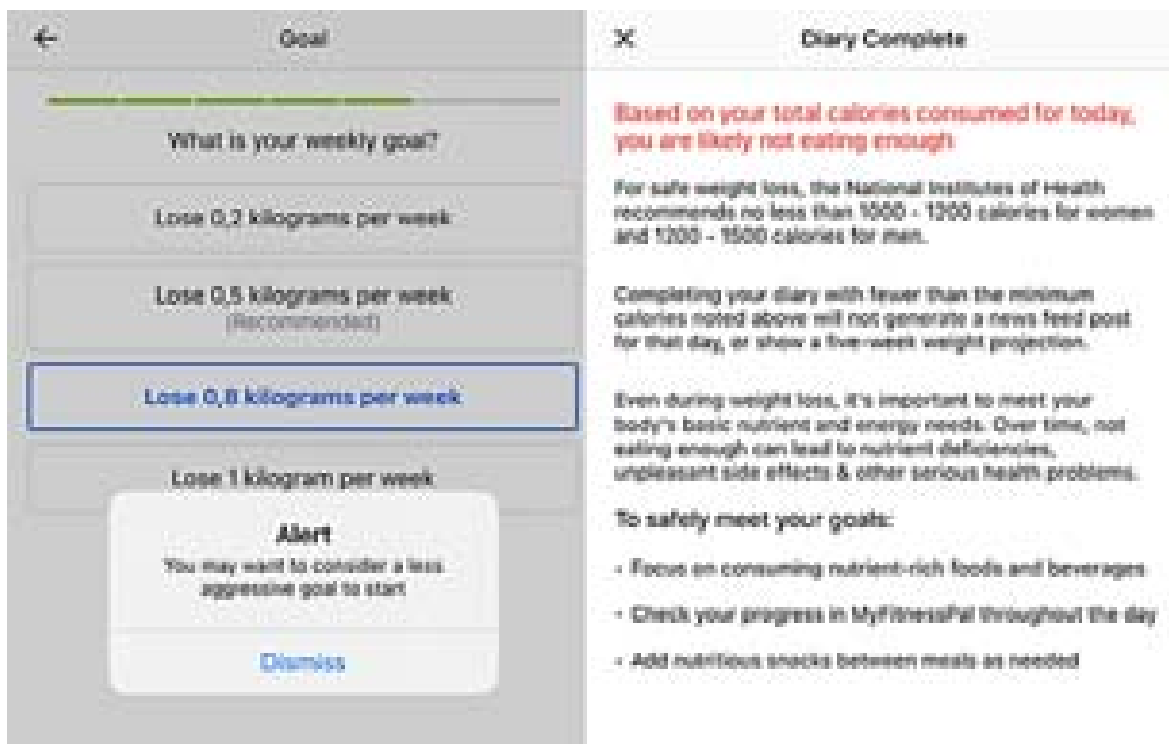 Goal
What is your weekly goal?
Lose 0,2 kilograms per week
Lose 0,5 kilograms per week
(Recommended)
Lose 0,8 kilograms per week
Lose 1 kilogram per week
Alert
You may want to consider a less
aggressive goal to start
Dismiss
Diary Complete
Based on your total calories consumed for today,
you are likely not eating enough
For safe weight loss, the National Institutes of Health
recommends no less than 1000 - 1200 calories for women
and 1200 - 1500 calories for men.
Completing your diary with fewer than the minimum
calories noted above will not generate a news feed post
for that day, or show a five-week weight projection.
Even during weight loss, it's important to meet your
body's basic nutrient and energy needs. Over time, not
eating enough can lead to nutrient deficiencies,
unpleasant side effects & other serious health problems.
To safely meet your goals:
- Focus on consuming nutrient-rich foods and beverages
- Check your progress in MyFitnessPal throughout the day
- Add nutritious snacks between meals as needed